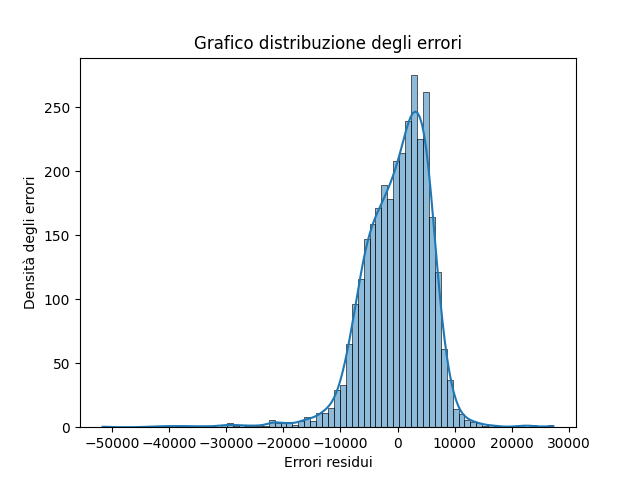 Grafico distribuzione degli errori
250
200
150
100
50
0
Densità degli errori
−50000 −40000 −30000 −20000 −10000 0 10000 20000 30000
Errori residui